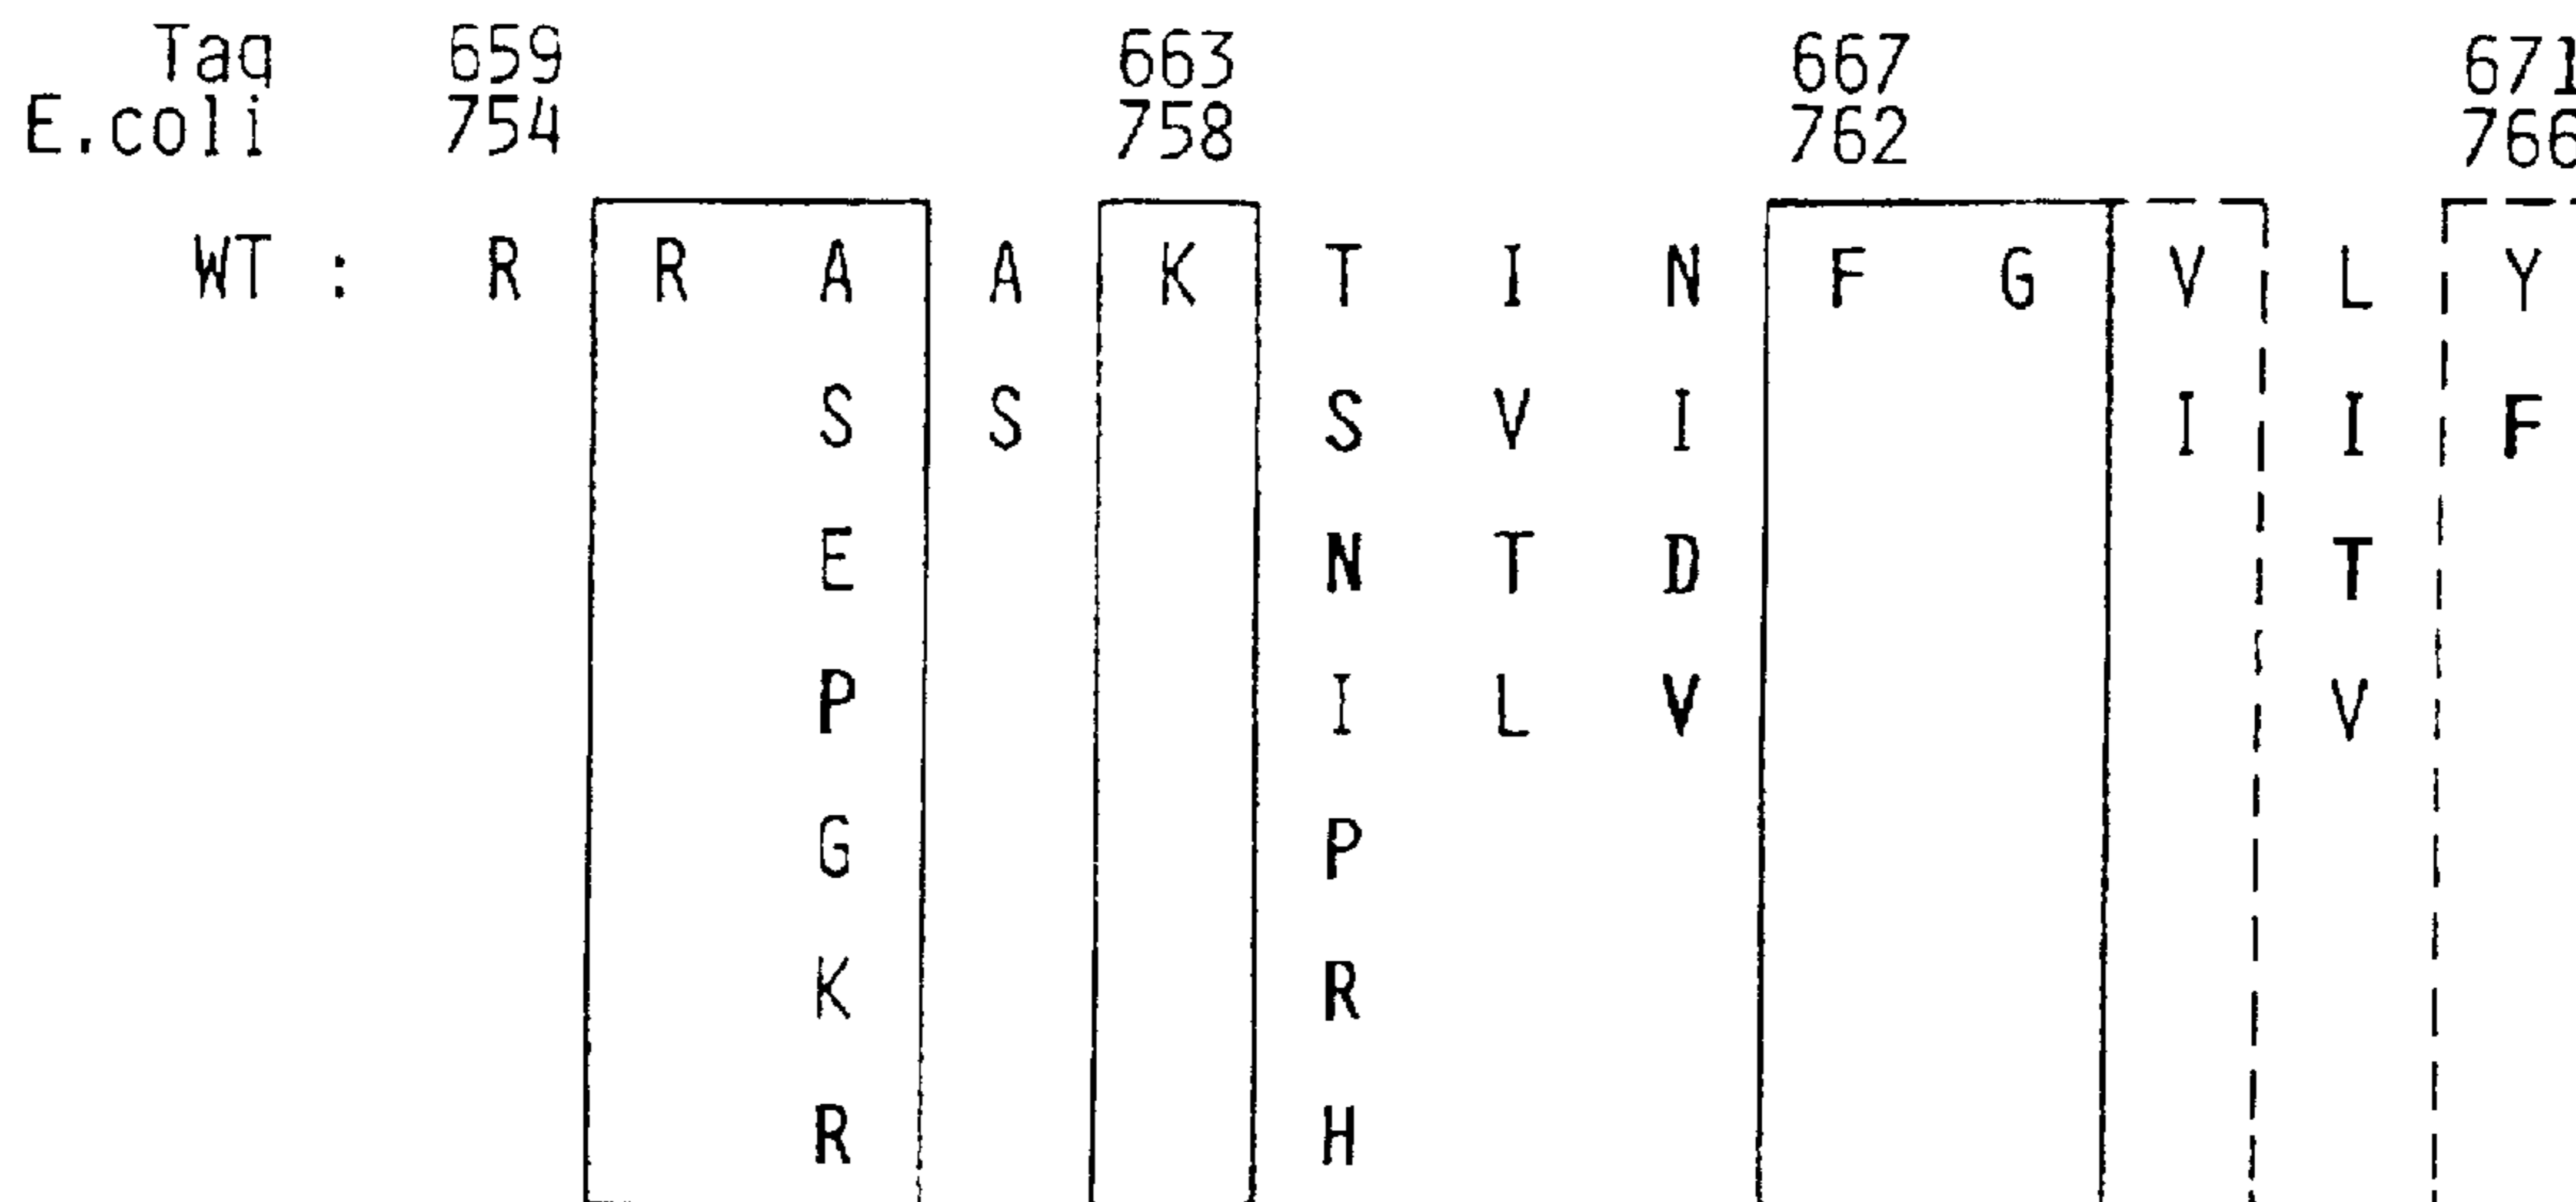 Taq 659 663 667 671
E.coli 754 758 762 766
WT : R R A A K T I N F G V L Y
S S S V I I I F
E N T D T
P I L V V
G P
K R
R H